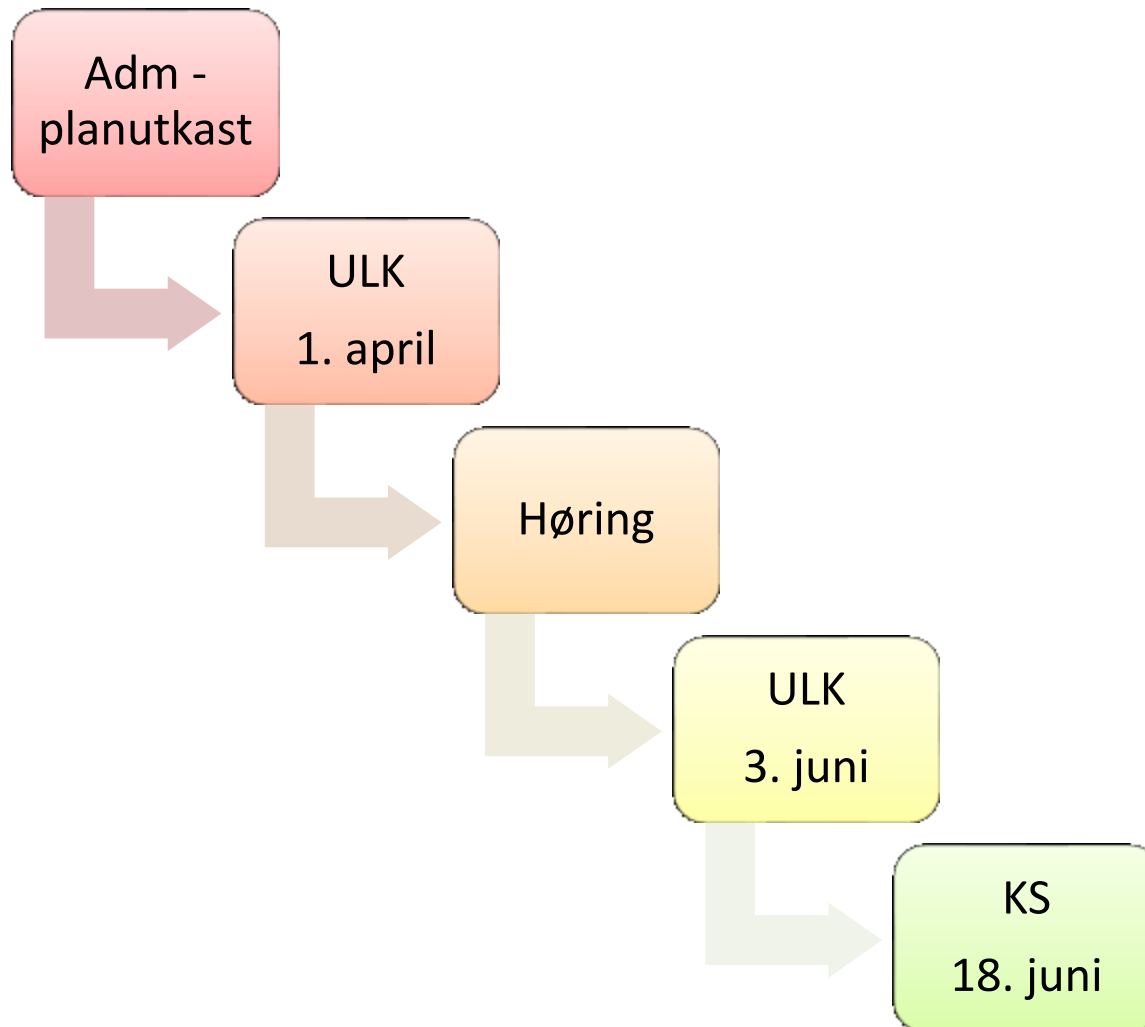 Adm -
planutkast
ULK
1. april
Høring
ULK
3. juni
KS
18. juni